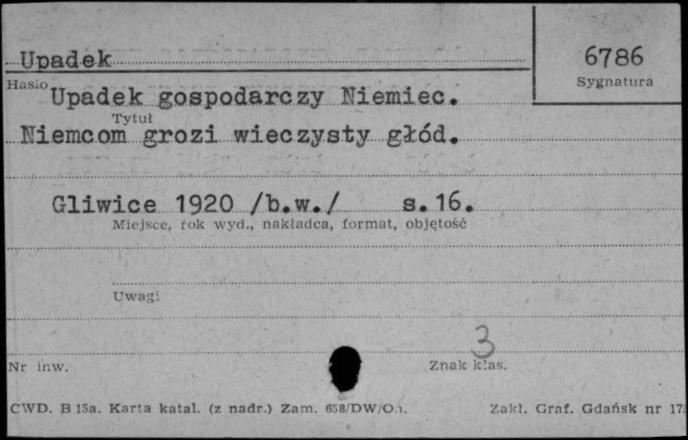 Upadek
6786
Hasło
Sygnatura
Upadek gospodarczy Niemiec.
Tytuł
Niemcom grozi wieczysty głód.
Gliwice 1920 /b.w./ s.16.
Miejsce, rok wyd., nakładca, format, objętość
Uwagi
3
Nr inw.
Znak klas.
CWD. B 15a. Karta katal. (z nadr.) Zam. 658/DW/On.
Zakł. Graf. Gdańsk nr